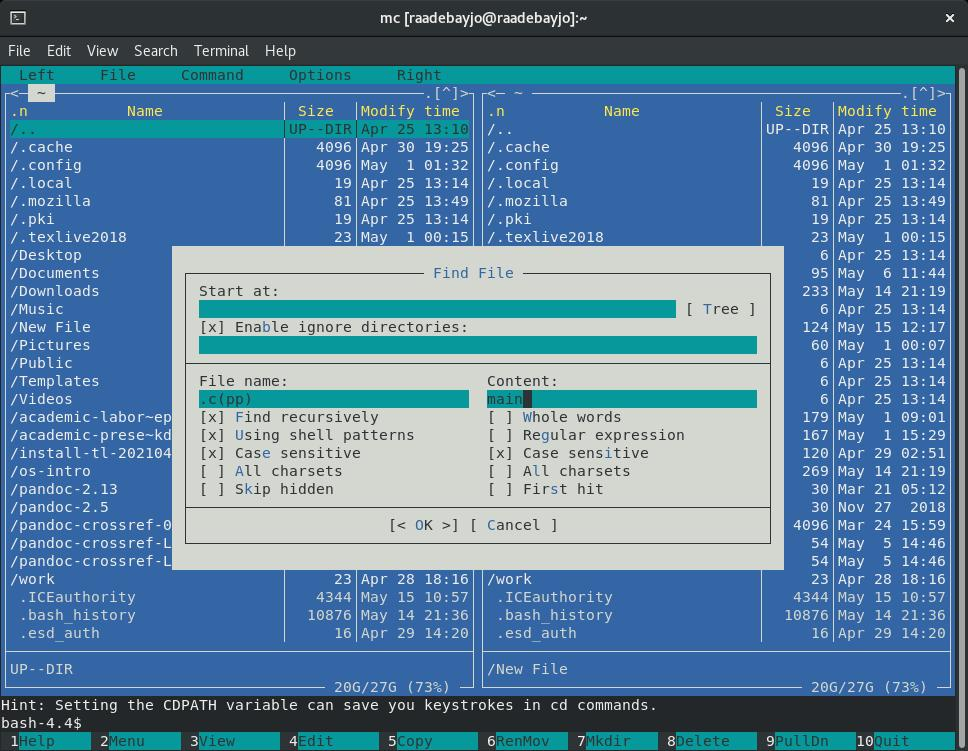 mc [raadebayjo@raadebayjo]:~
File Edit View Search Terminal Help
Left File Command Options Right
<─ ~ .[^]> <─ ~ .[^]>
.n Name Size Modify time .n Name Size Modify time
/.. UP--DIR Apr 25 13:10 /.. UP--DIR Apr 25 13:10
/.cache 4096 Apr 30 19:25 /.cache 4096 Apr 30 19:25
/.config 4096 May 1 01:32 /.config 4096 May 1 01:32
/.local 19 Apr 25 13:14 /.local 19 Apr 25 13:14
/.mozilla 81 Apr 25 13:49 /.mozilla 81 Apr 25 13:49
/.pki 19 Apr 25 13:14 /.pki 19 Apr 25 13:14
/.texlive2018 23 May 1 00:15 /.texlive2018 23 May 1 00:15
/Desktop 6 Apr 25 13:14
/Documents Find File 95 May 6 11:44
/Downloads Start at: 233 May 14 21:19
/Music [ Tree ] 6 Apr 25 13:14
/New File [x] Enable ignore directories: 124 May 15 12:17
/Pictures 60 May 1 00:07
/Public 6 Apr 25 13:14
/Templates File name: Content: 6 Apr 25 13:14
/Videos .c(pp) main 6 Apr 25 13:14
/academic-labor~ep [x] Find recursively [ ] Whole words 179 May 1 09:01
/academic-prese~kd [x] Using shell patterns [ ] Regular expression 167 May 1 15:29
/install-tl-202104 [x] Case sensitive [x] Case sensitive 120 Apr 29 02:51
/os-intro [ ] All charsets [ ] All charsets 269 May 14 21:19
/pandoc-2.13 [ ] Skip hidden [ ] First hit 30 Mar 21 05:12
/pandoc-2.5 30 Nov 27 2018
/pandoc-crossref-0 [< OK >] [ Cancel ] 4096 Mar 24 15:59
/pandoc-crossref-L 54 May 5 14:46
/pandoc-crossref-L 54 May 5 14:46
/work 23 Apr 28 18:16 /work 23 Apr 28 18:16
.ICEauthority 4344 May 15 10:57 .ICEauthority 4344 May 15 10:57
.bash_history 10876 May 14 21:36 .bash_history 10876 May 14 21:36
.esd_auth 16 Apr 29 14:20 .esd_auth 16 Apr 29 14:20
UP--DIR /New File
20G/27G (73%) 20G/27G (73%)
Hint: Setting the CDPATH variable can save you keystrokes in cd commands.
bash-4.4$
1Help 2Menu 3View 4Edit 5Copy 6RenMov 7Mkdir 8Delete 9PullDn 10Quit